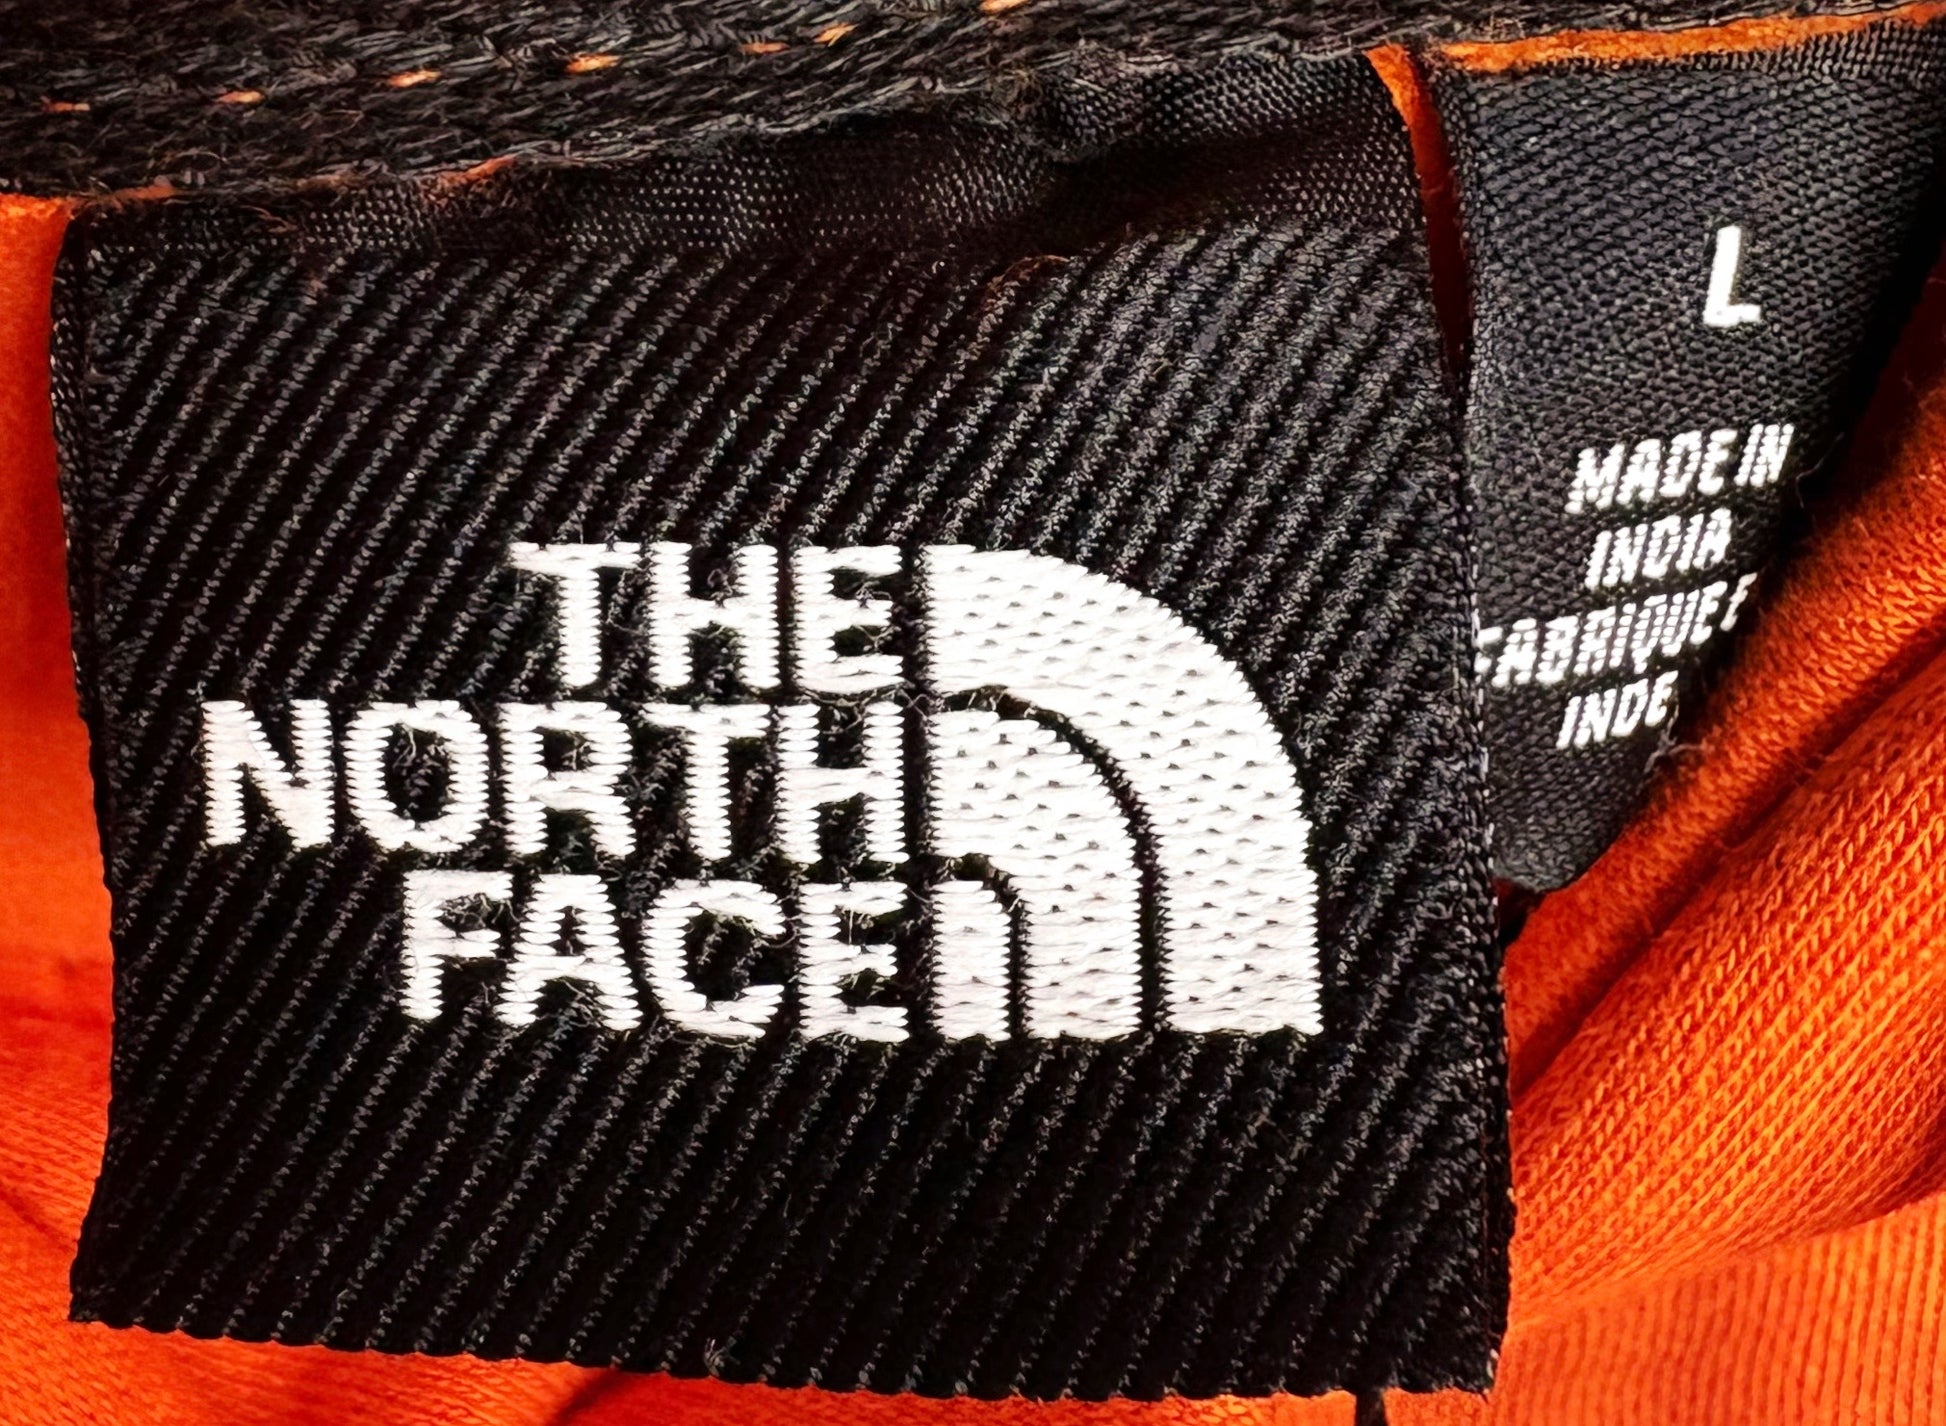 THE
NORTH
FACE
L
MADE IN
INDIA
FABRIQUE E
INDE